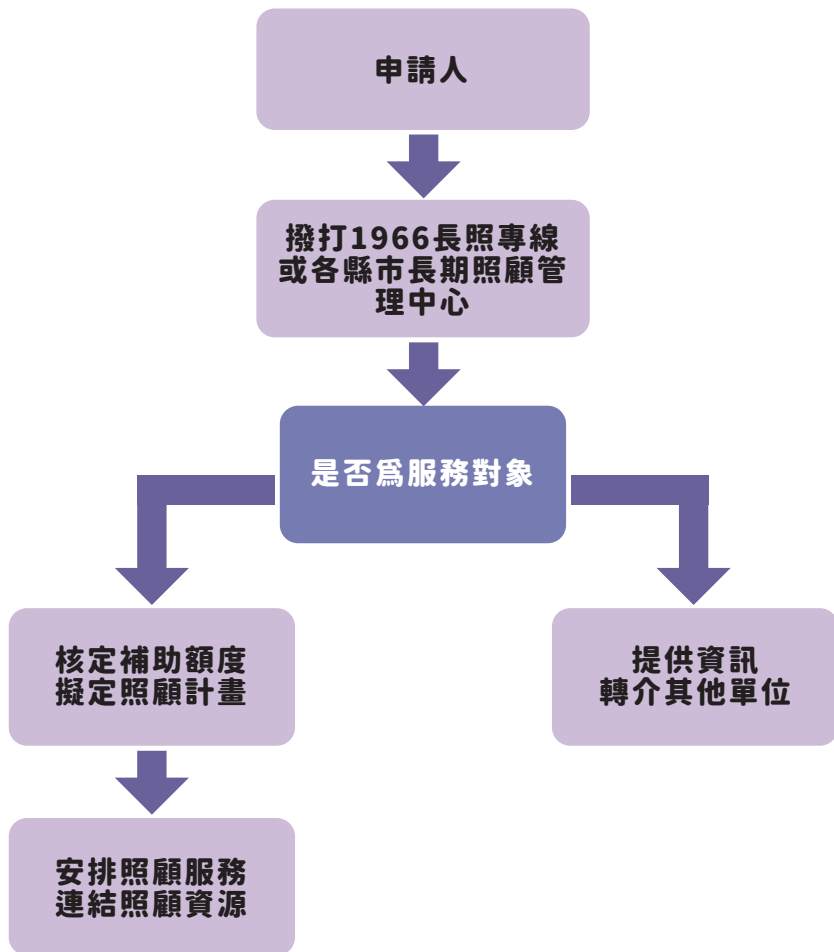 申請人
撥打1966長照專線
或各縣市長期照顧管
理中心
是否爲服務對象
核定補助額度
擬定照顧計畫
提供資訊
轉介其他單位
安排照顧服務
連結照顧資源